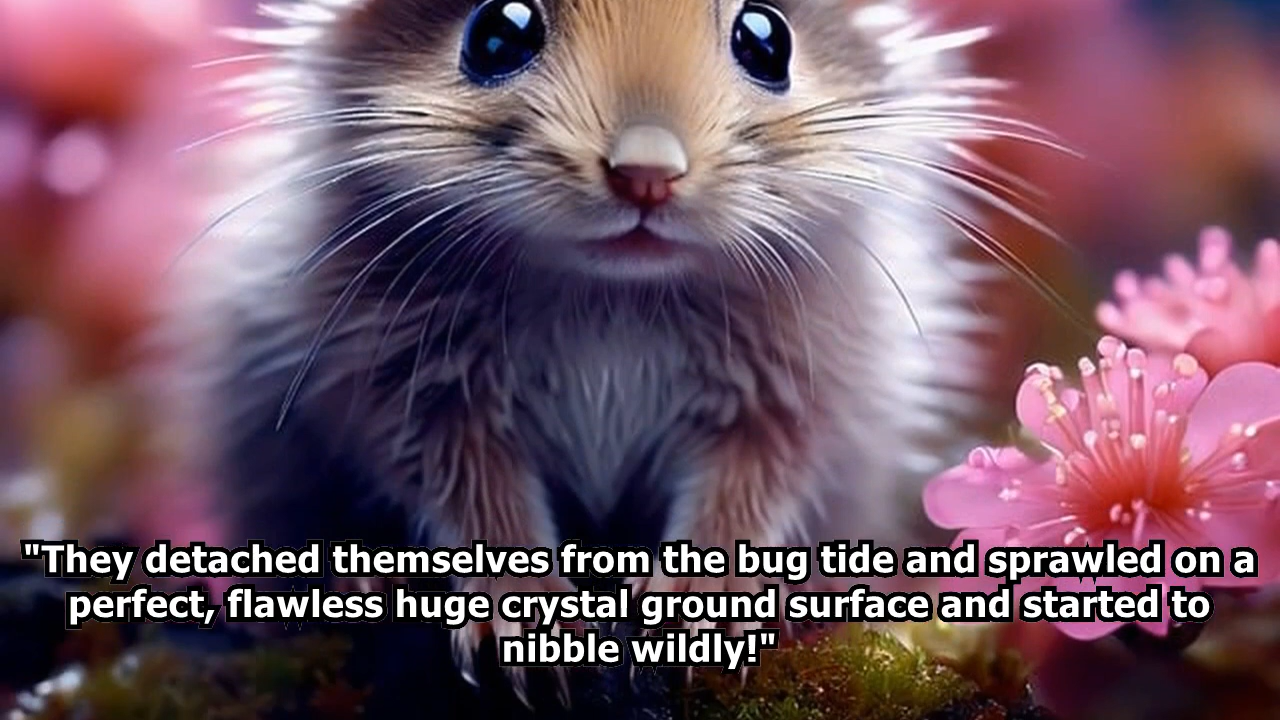 "They detached themselves from the bug tide and sprawled on a
perfect, flawless huge crystal ground surface and started to
nibble wildly!"